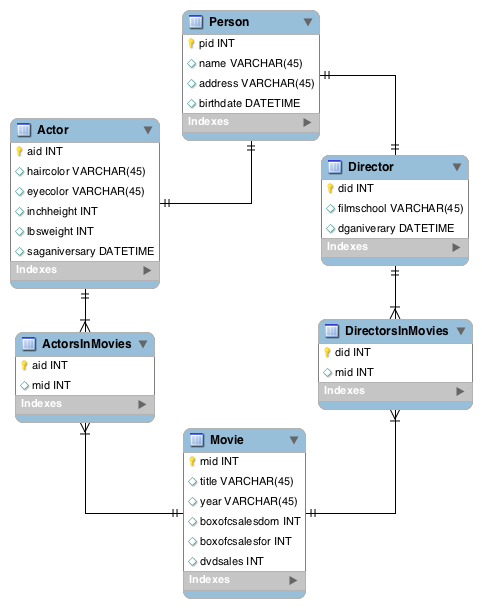 Person
pid INT
name VARCHAR(45)
address VARCHAR(45)
birthdate DATETIME
Indexes
Actor
aid INT
haircolor VARCHAR(45)
eyecolor VARCHAR(45)
inchheight INT
lbsweight INT
saganiversary DATETIME
Indexes
Director
did INT
filmschool VARCHAR(45)
dganiverary DATETIME
Indexes
ActorsInMovies
aid INT
mid INT
Indexes
DirectorsInMovies
did INT
mid INT
Indexes
Movie
mid INT
title VARCHAR(45)
year VARCHAR(45)
boxofcsalesdom INT
boxofcsalesfor INT
dvdsales INT
Indexes